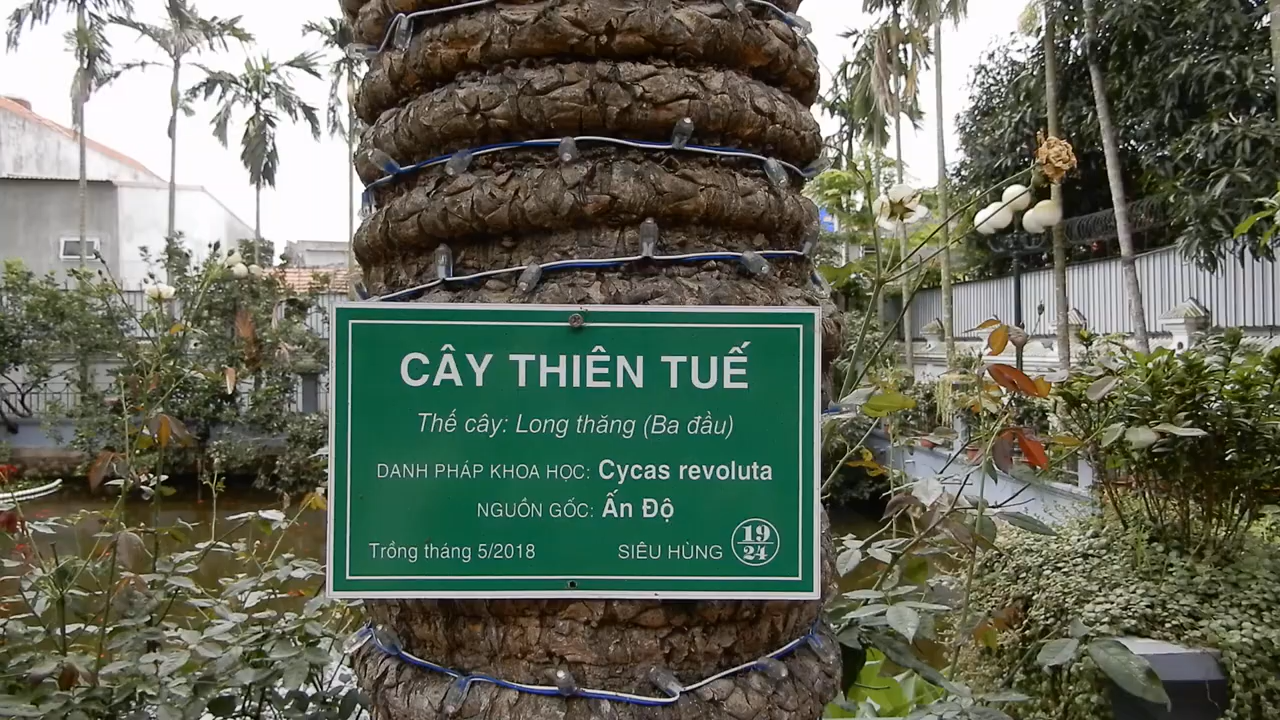 CÂY THIÊN TUẾ
Thế cây: Long thăng (Ba đầu)
DANH PHÁP KHOA HỌC: Cycas revoluta
NGUỒN GỐC: Ấn Độ
Trồng tháng 5/2018 SIÊU HÙNG 19 24